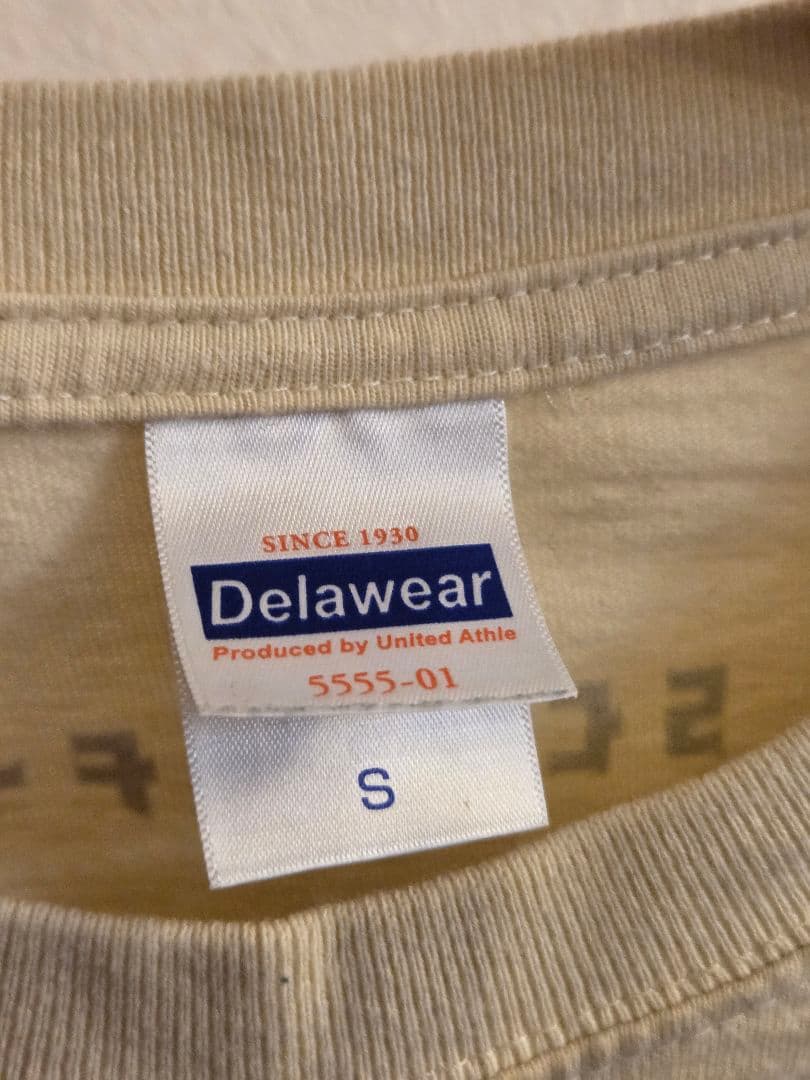 SINCE 1930
Delawear
Produced by United Athle
5555-01
S